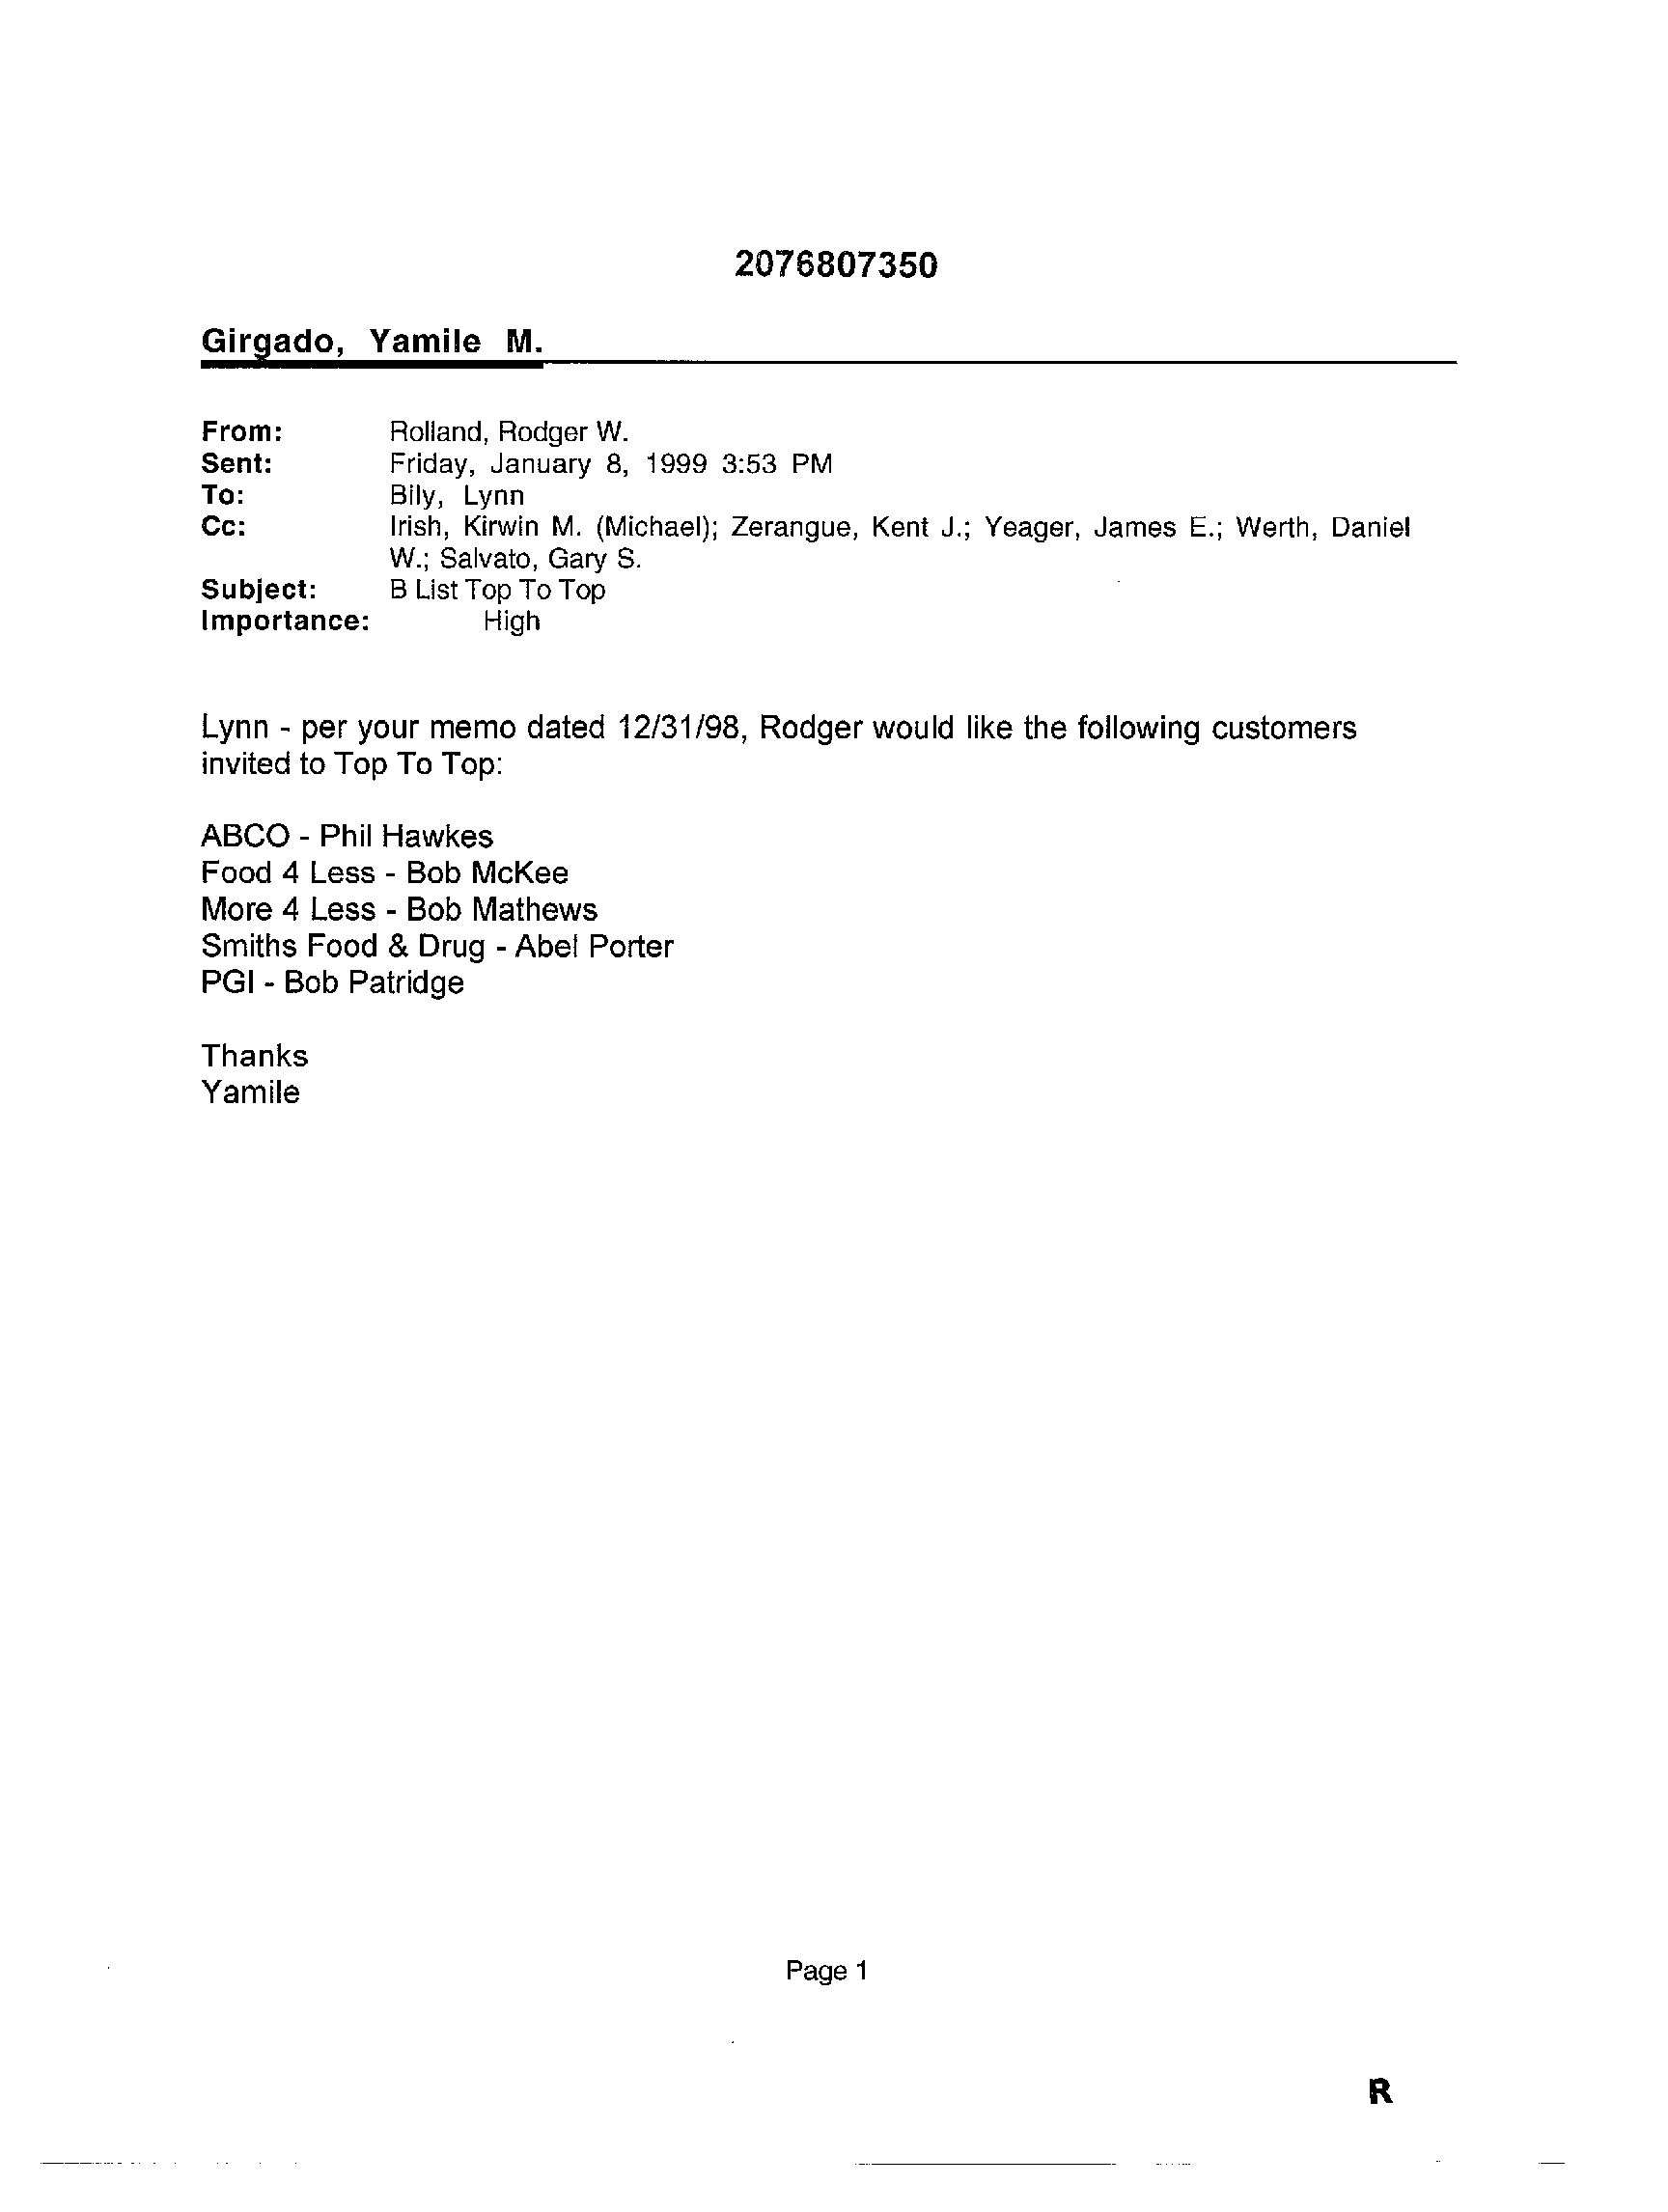 2076807350
Girgado, Yamile M.
From: Rolland, Rodger W.
Sent: Friday, January 8, 1999 3:53 PM
To: Bily, Lynn
Cc: Irish, Kirwin M. (Michael); Zerangue, Kent J.; Yeager, James E.; Werth, Daniel
W.; Salvato, Gary S.
Subject: B List Top To Top
Importance: High
Lynn - per your memo dated 12/31/98, Rodger would like the following customers
invited to Top To Top:
ABCO - Phil Hawkes
Food 4 Less - Bob McKee
More 4 Less - Bob Mathews
Smiths Food & Drug - Abel Porter
PGI - Bob Patridge
Thanks
Yamile
Page 1
R